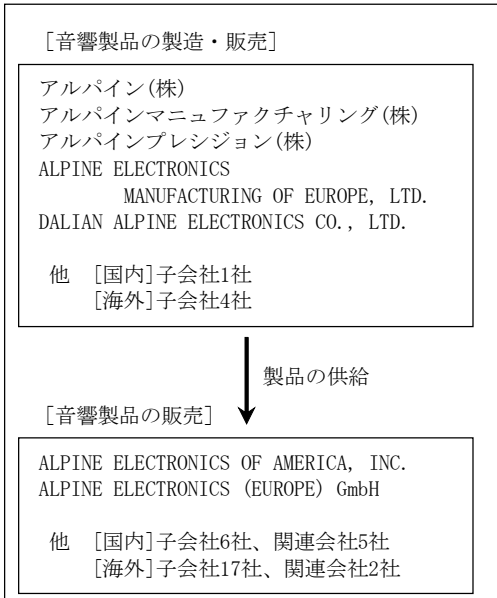 ［音響製品の製造・販売］
アルパイン(株)
アルパインマニュファクチャリング(株)
アルパインプレシジョン(株)
ALPINE ELECTRONICS
MANUFACTURING OF EUROPE, LTD.
DALIAN ALPINE ELECTRONICS CO., LTD.
他　［国内］子会社1社
［海外］子会社4社
製品の供給
［音響製品の販売］
ALPINE ELECTRONICS OF AMERICA, INC.
ALPINE ELECTRONICS (EUROPE) GmbH
他　［国内］子会社6社、関連会社5社
［海外］子会社17社、関連会社2社